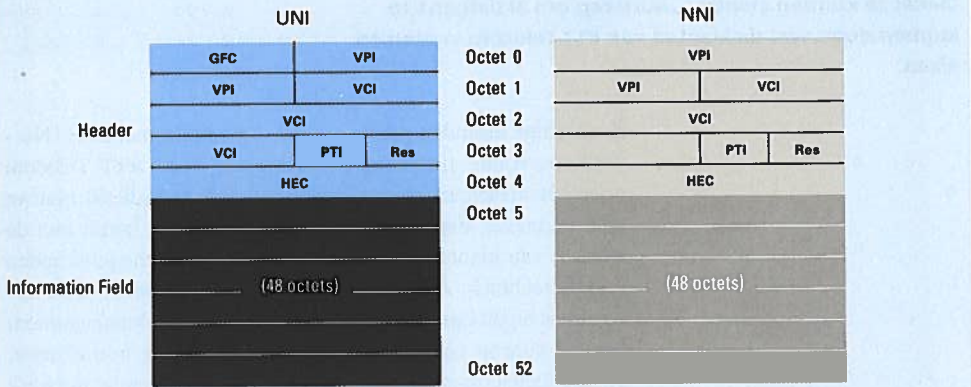 UNI NNI
GFC VPI Octet 0 VPI
VPI VCI Octet 1 VPI VCI
VCI Octet 2 VCI
Header
VCI PTI Res Octet 3 PTI Res
HEC Octet 4 HEC
Octet 5
Information Field (48 octets) (48 octets)
Octet 52